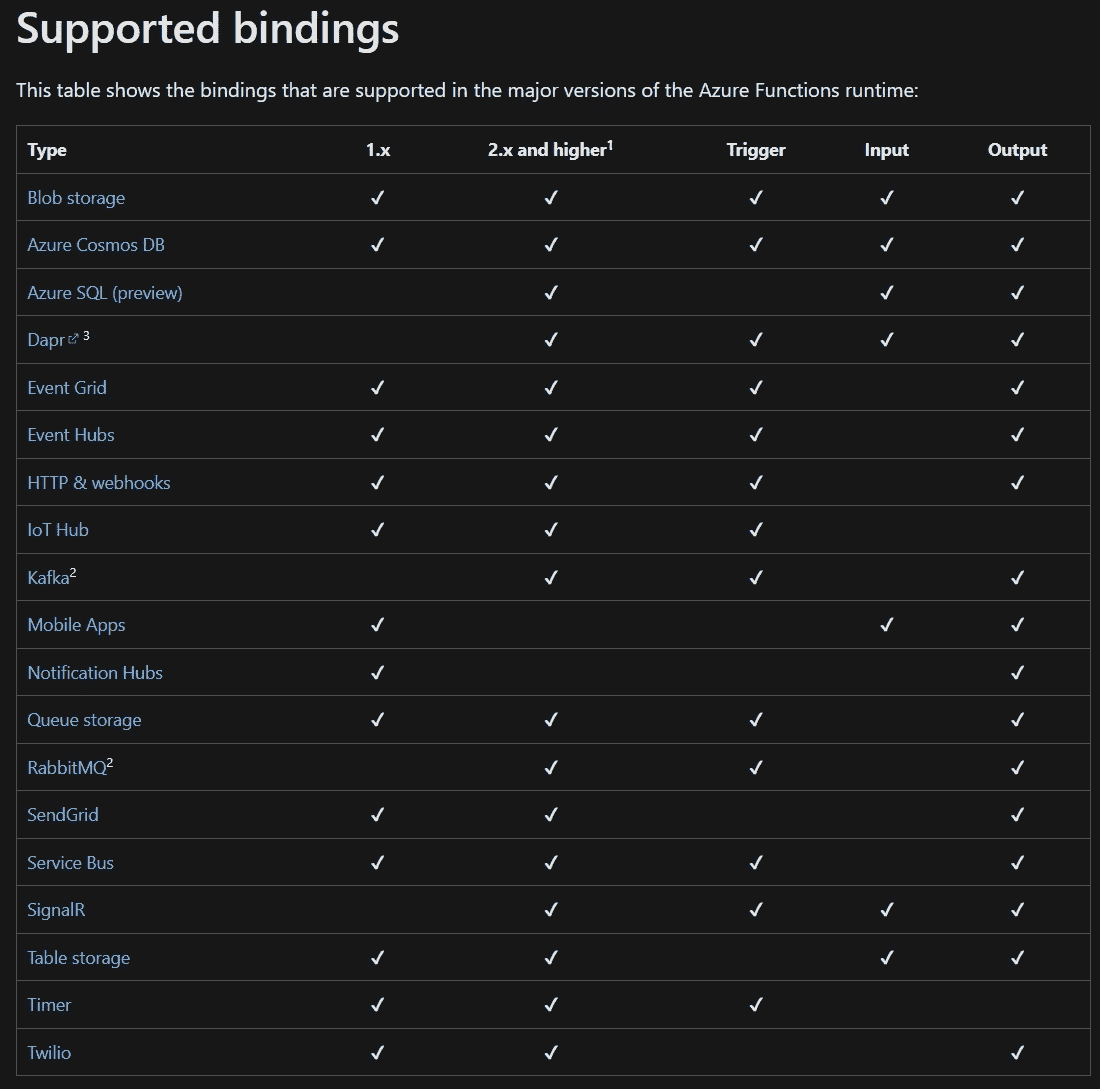 Supported bindings
This table shows the bindings that are supported in the major versions of the Azure Functions runtime:
Type 1.x 2.x and higher¹ Trigger Input Output
Blob storage ✓ ✓ ✓ ✓ ✓
Azure Cosmos DB ✓ ✓ ✓ ✓ ✓
Azure SQL (preview) ✓ ✓ ✓
Dapr ³ ✓ ✓ ✓ ✓
Event Grid ✓ ✓ ✓ ✓
Event Hubs ✓ ✓ ✓ ✓
HTTP & webhooks ✓ ✓ ✓ ✓
IoT Hub ✓ ✓ ✓
Kafka² ✓ ✓ ✓
Mobile Apps ✓ ✓ ✓
Notification Hubs ✓ ✓
Queue storage ✓ ✓ ✓ ✓
RabbitMQ² ✓ ✓ ✓
SendGrid ✓ ✓ ✓
Service Bus ✓ ✓ ✓ ✓
SignalR ✓ ✓ ✓ ✓
Table storage ✓ ✓ ✓ ✓
Timer ✓ ✓ ✓
Twilio ✓ ✓ ✓